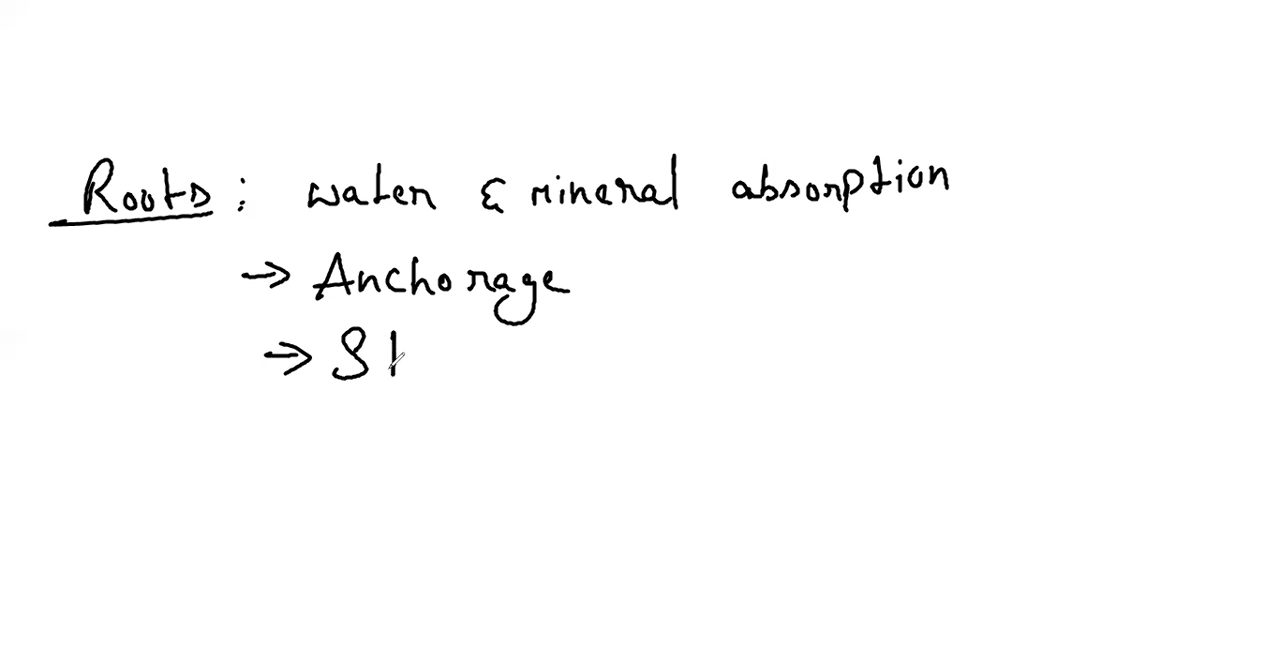 Roots : water & mineral absorption
→ Anchorage
→ S